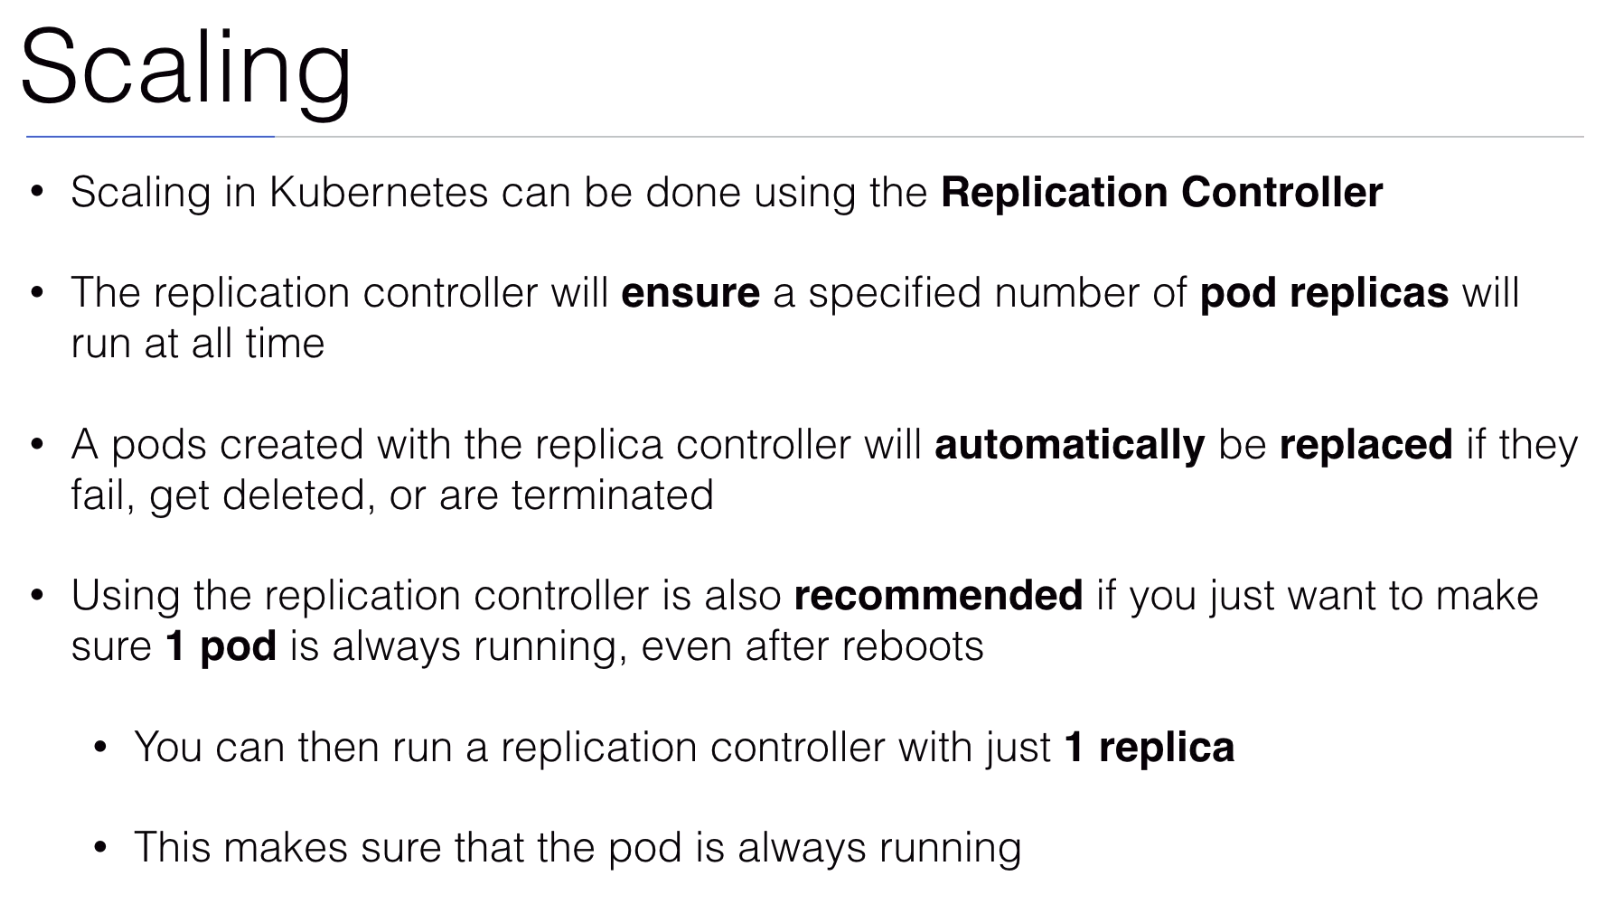 Scaling
• Scaling in Kubernetes can be done using the Replication Controller
• The replication controller will ensure a specified number of pod replicas will
run at all time
• A pods created with the replica controller will automatically be replaced if they
fail, get deleted, or are terminated
• Using the replication controller is also recommended if you just want to make
sure 1 pod is always running, even after reboots
• You can then run a replication controller with just 1 replica
• This makes sure that the pod is always running